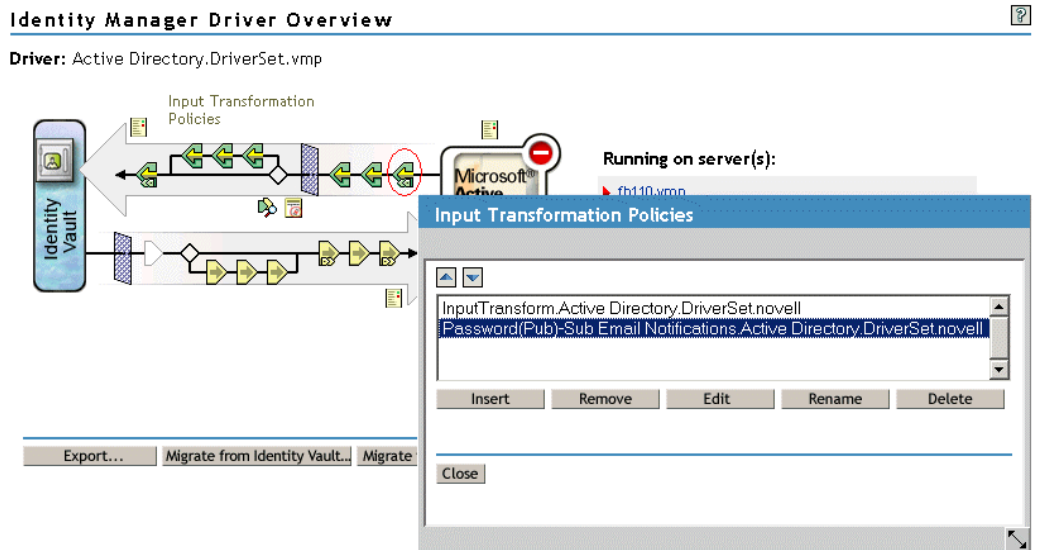 Identity Manager Driver Overview
?
Driver: Active Directory.DriverSet.vmp
Input Transformation
Policies
Identity
Vault
Microsoft®
Active
Running on server(s):
fb110.vmp
Input Transformation Policies
InputTransform.Active Directory.DriverSet.novell
Password(Pub)-Sub Email Notifications.Active Directory.DriverSet.novell
Insert Remove Edit Rename Delete
Export... Migrate from Identity Vault... Migrate
Close